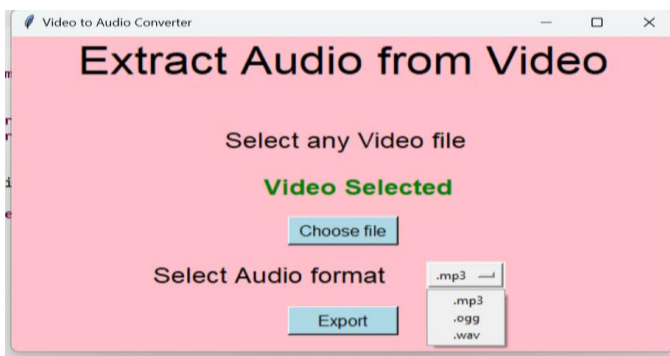 Video to Audio Converter
Extract Audio from Video
Select any Video file
Video Selected
Choose file
Select Audio format .mp3
.mp3
.ogg
.wav
Export